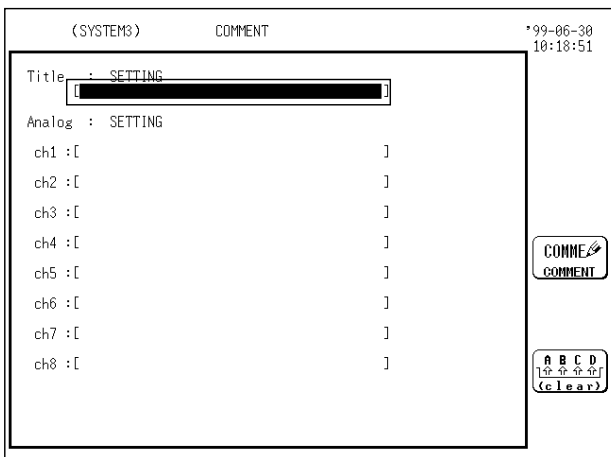 (SYSTEM3) COMMENT '99-06-30
10:18:51
Title : SETTING
[ ]
Analog : SETTING
ch1 :[ ]
ch2 :[ ]
ch3 :[ ]
ch4 :[ ]
ch5 :[ ]
ch6 :[ ]
ch7 :[ ]
ch8 :[ ]
COMME
COMMENT
A B C D
(clear)